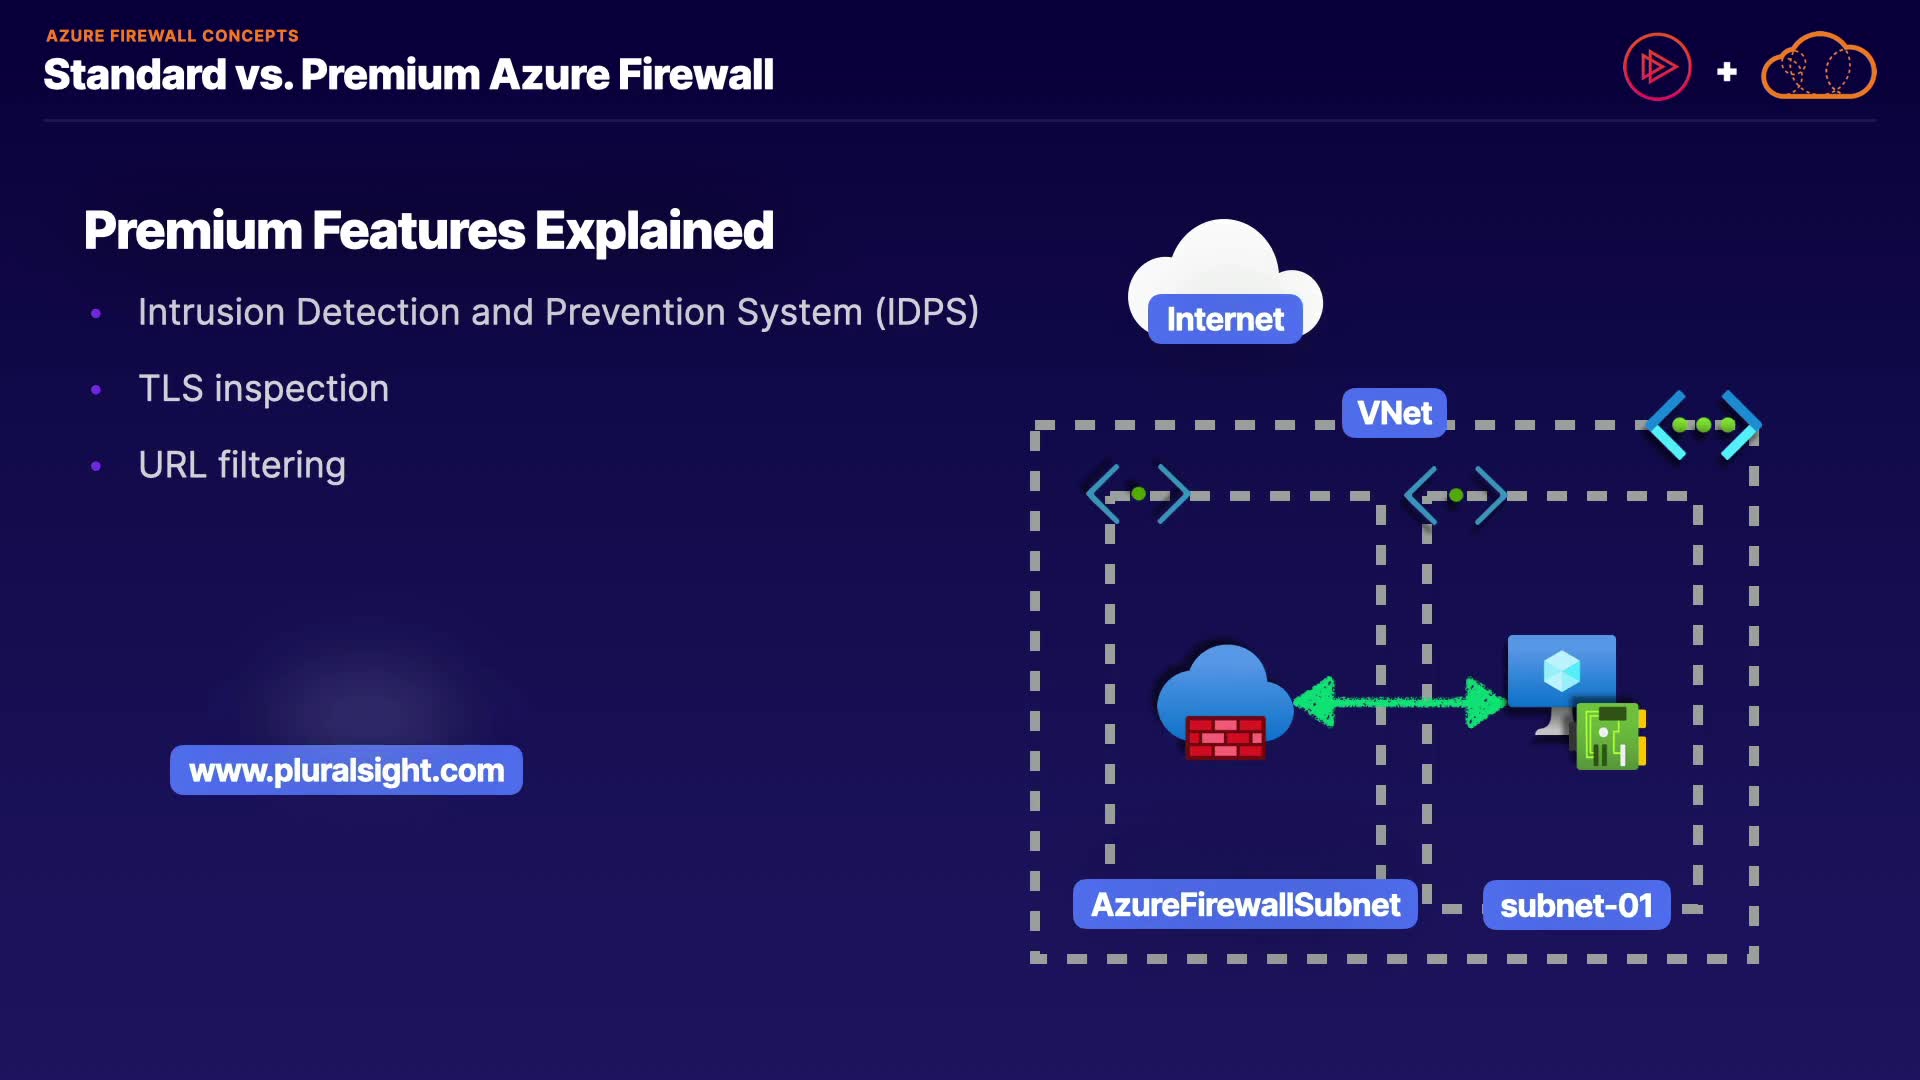 AZURE FIREWALL CONCEPTS
Standard vs. Premium Azure Firewall
Premium Features Explained
• Intrusion Detection and Prevention System (IDPS)
• TLS inspection
• URL filtering
www.pluralsight.com
Internet
VNet
AzureFirewallSubnet
subnet-01